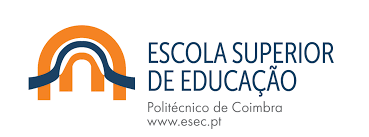 ESCOLA SUPERIOR
DE EDUCAÇÃO
Politécnico de Coimbra
www.esec.pt